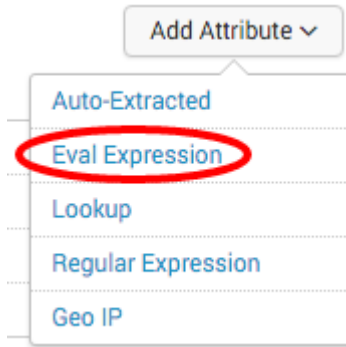 Add Attribute
Auto-Extracted
Eval Expression
Lookup
Regular Expression
Geo IP